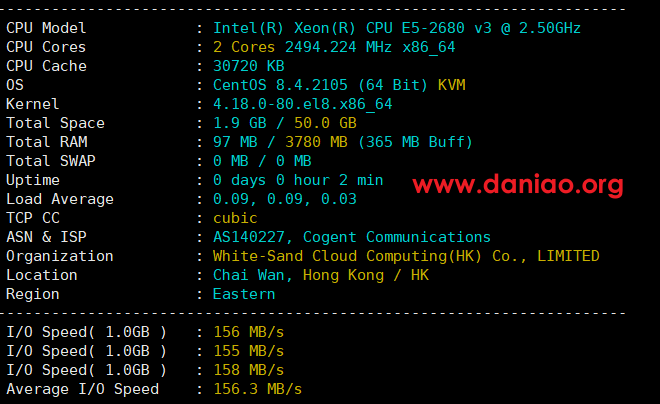 ------------------------------------------------------------------------
CPU Model            : Intel(R) Xeon(R) CPU E5-2680 v3 @ 2.50GHz
CPU Cores            : 2 Cores 2494.224 MHz x86_64
CPU Cache            : 30720 KB
OS                   : CentOS 8.4.2105 (64 Bit) KVM
Kernel               : 4.18.0-80.el8.x86_64
Total Space          : 1.9 GB / 50.0 GB
Total RAM            : 97 MB / 3780 MB (365 MB Buff)
Total SWAP           : 0 MB / 0 MB
Uptime               : 0 days 0 hour 2 min
www.daniao.org
Load Average         : 0.09, 0.09, 0.03
TCP CC               : cubic
ASN & ISP            : AS140227, Cogent Communications
Organization         : White-Sand Cloud Computing(HK) Co., LIMITED
Location             : Chai Wan, Hong Kong / HK
Region               : Eastern
------------------------------------------------------------------------
I/O Speed( 1.0GB )   : 156 MB/s
I/O Speed( 1.0GB )   : 155 MB/s
I/O Speed( 1.0GB )   : 158 MB/s
Average I/O Speed    : 156.3 MB/s